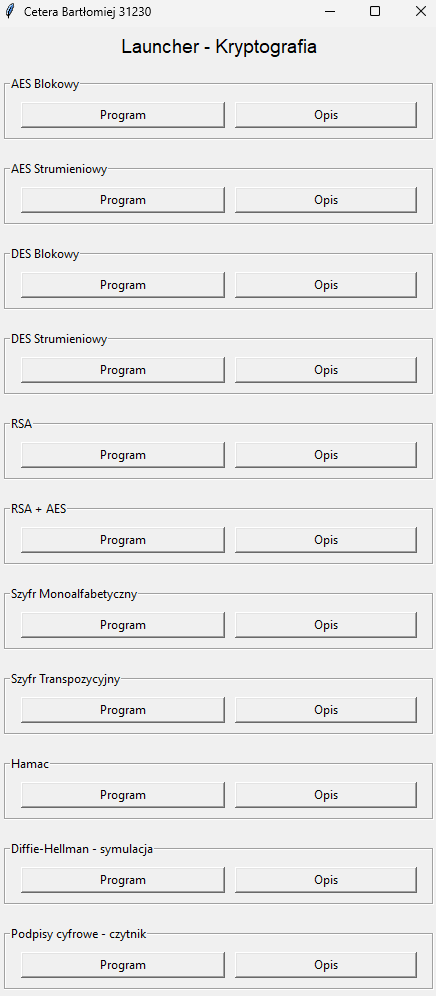 Cetera Bartłomiej 31230
Launcher - Kryptografia
AES Blokowy
Program Opis
AES Strumieniowy
Program Opis
DES Blokowy
Program Opis
DES Strumieniowy
Program Opis
RSA
Program Opis
RSA + AES
Program Opis
Szyfr Monoalfabetyczny
Program Opis
Szyfr Transpozycyjny
Program Opis
Hamac
Program Opis
Diffie-Hellman - symulacja
Program Opis
Podpisy cyfrowe - czytnik
Program Opis